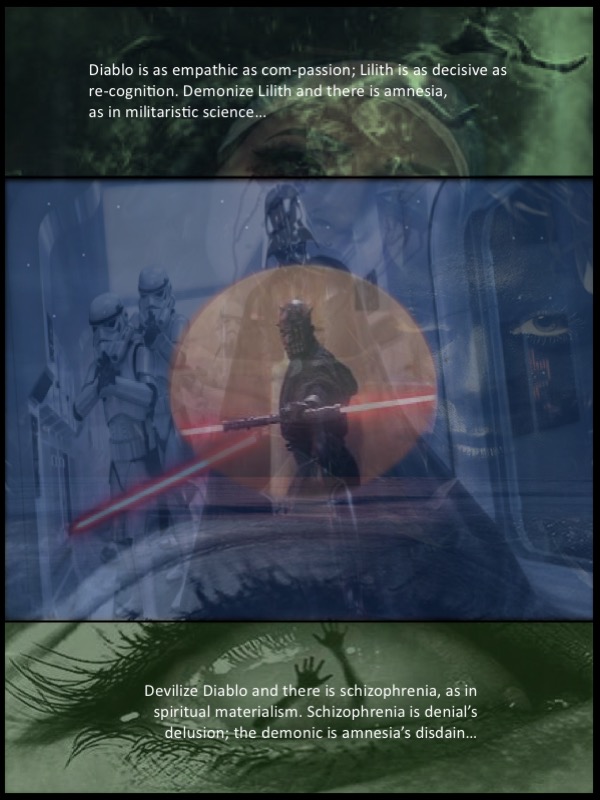 Diablo is as empathic as com-passion; Lilith is as decisive as
re-cognition. Demonize Lilith and there is amnesia,
as in militaristic science...
Devilize Diablo and there is schizophrenia, as in
spiritual materialism. Schizophrenia is denial’s
delusion; the demonic is amnesia’s disdain...